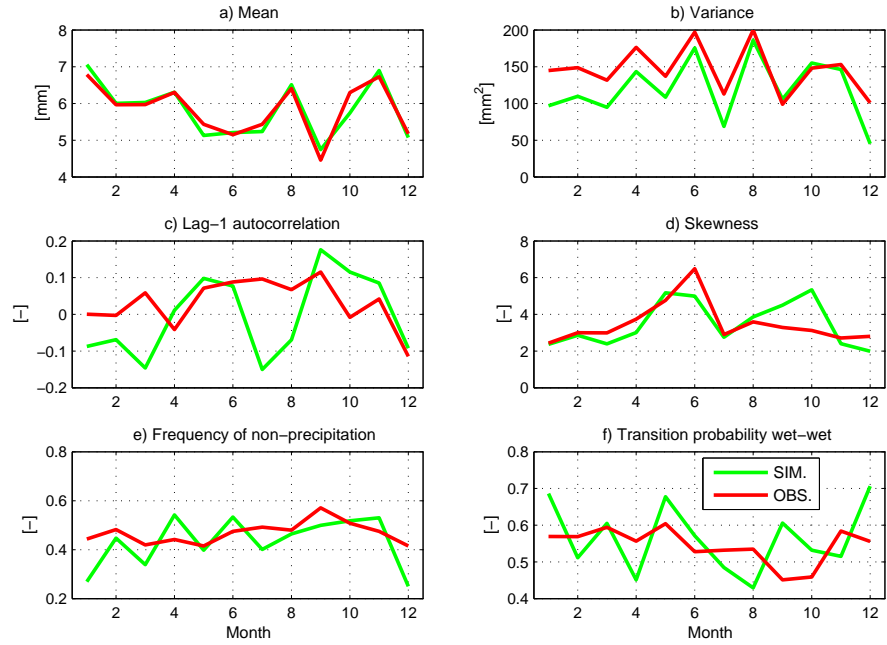 a) Mean
[mm]
8
7
6
5
4
2 4 6 8 10 12
b) Variance
[mm²]
200
150
100
50
0
2 4 6 8 10 12
c) Lag−1 autocorrelation
[−]
0.2
0.1
0
−0.1
−0.2
2 4 6 8 10 12
d) Skewness
[−]
8
6
4
2
0
2 4 6 8 10 12
e) Frequency of non−precipitation
[−]
0.8
0.6
0.4
0.2
2 4 6 8 10 12
Month
f) Transition probability wet−wet
[−]
0.8
0.7
0.6
0.5
0.4
SIM.
OBS.
2 4 6 8 10 12
Month